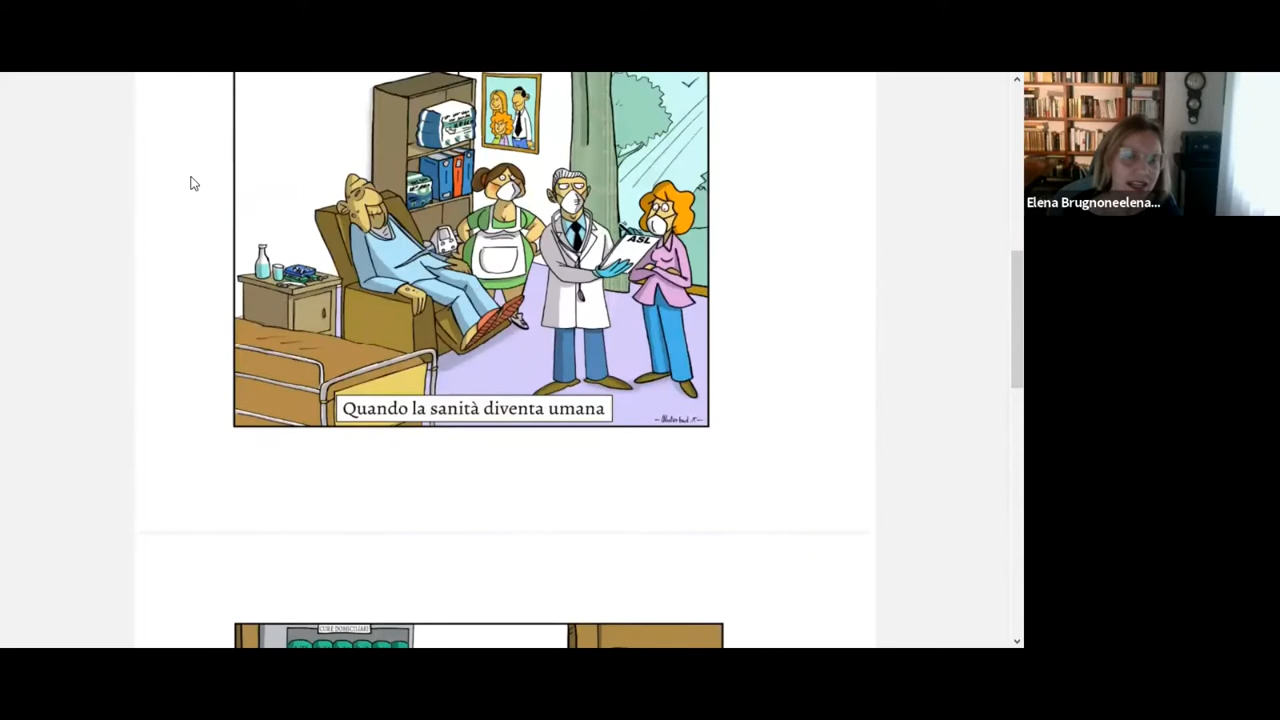 ASL
Elena Brugnoneelena...
Quando la sanità diventa umana
CURE DOMICILIARI